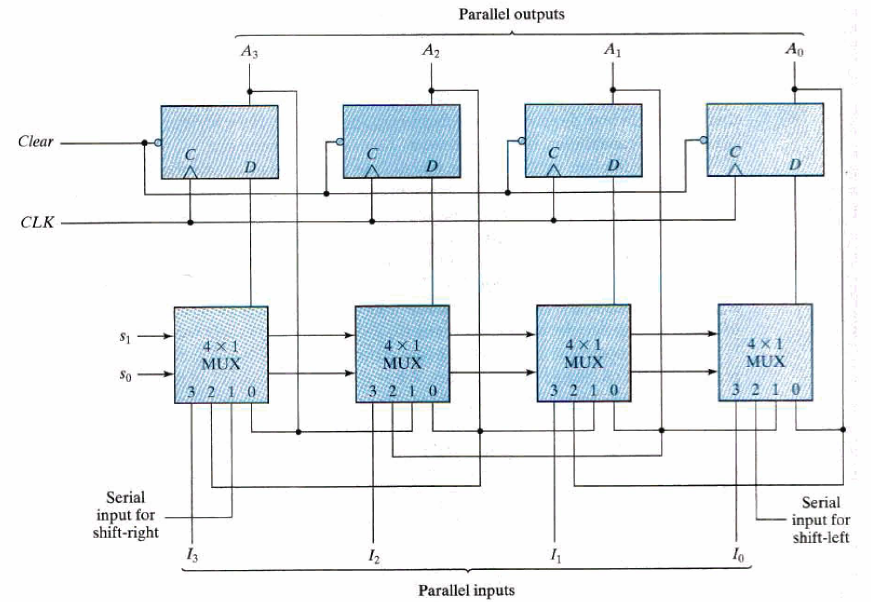 Parallel outputs
A₃ A₂ A₁ A₀
Clear
C D C D C D C D
CLK
s₁
s₀
4 × 1 MUX 4 × 1 MUX 4 × 1 MUX 4 × 1 MUX
3 2 1 0 3 2 1 0 3 2 1 0 3 2 1 0
Serial
input for
shift-right
Serial
input for
shift-left
I₃ I₂ I₁ I₀
Parallel inputs